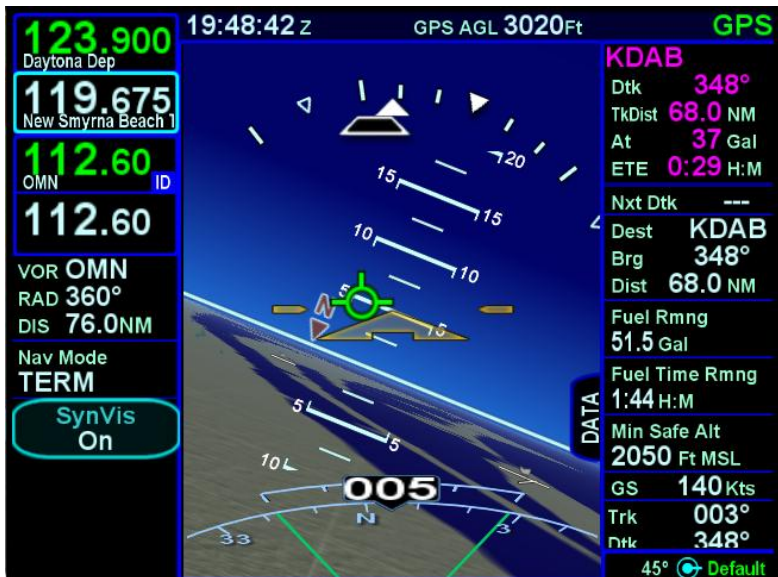 19:48:42 Z
GPS AGL 3020Ft
GPS
123.900
Daytona Dep
119.675
New Smyrna Beach T
112.60
OMN
ID
112.60
VOR OMN
RAD 360°
DIS 76.0NM
Nav Mode
TERM
SynVis
On
20
15
15
10
10
5
5
N
5
5
10
005
33
N
3
DATA
KDAB
Dtk 348°
TkDist 68.0 NM
At 37 Gal
ETE 0:29 H:M
Nxt Dtk ---
Dest KDAB
Brg 348°
Dist 68.0 NM
Fuel Rmng
51.5 Gal
Fuel Time Rmng
1:44 H:M
Min Safe Alt
2050 Ft MSL
GS 140Kts
Trk 003°
Dtk 348°
45° Default